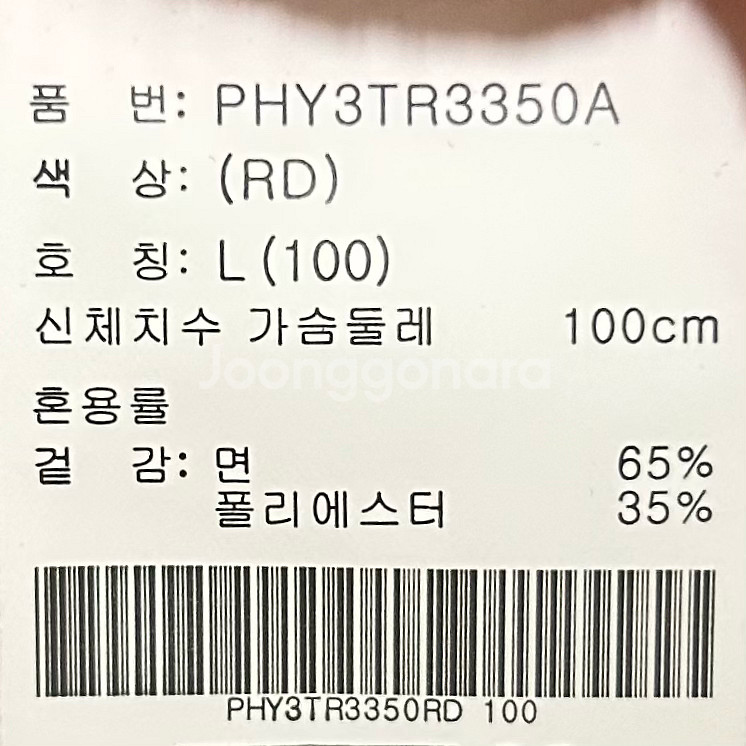 품 번: PHY3TR3350A
색 상: (RD)
호 칭: L (100)
신체치수 가슴둘레 100cm
Joonggonara
혼용률
겉 감: 면 65%
폴리에스터 35%
PHY3TR3350RD 100